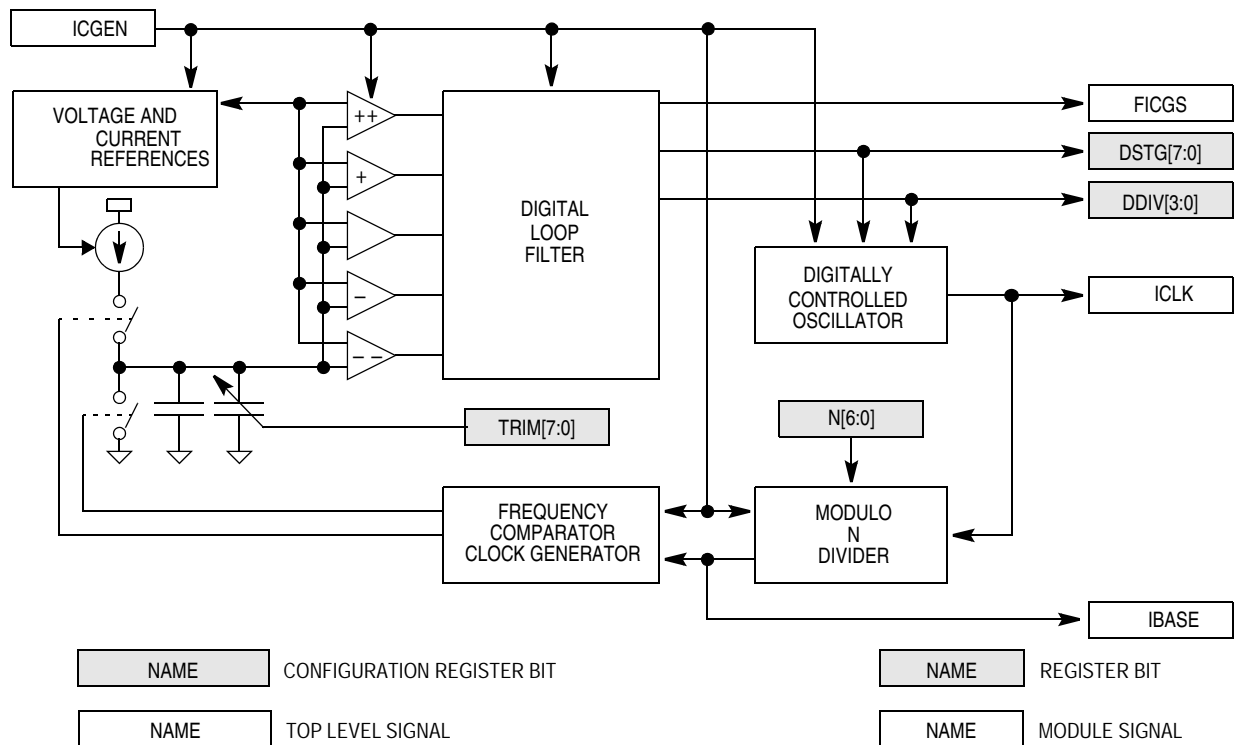 ICGEN
VOLTAGE AND
CURRENT
REFERENCES
++
+
−
− −
DIGITAL
LOOP
FILTER
FICGS
DSTG[7:0]
DDIV[3:0]
DIGITALLY
CONTROLLED
OSCILLATOR
ICLK
TRIM[7:0]
N[6:0]
FREQUENCY
COMPARATOR
CLOCK GENERATOR
MODULO
N
DIVIDER
IBASE
NAME
CONFIGURATION REGISTER BIT
NAME
REGISTER BIT
NAME
TOP LEVEL SIGNAL
NAME
MODULE SIGNAL